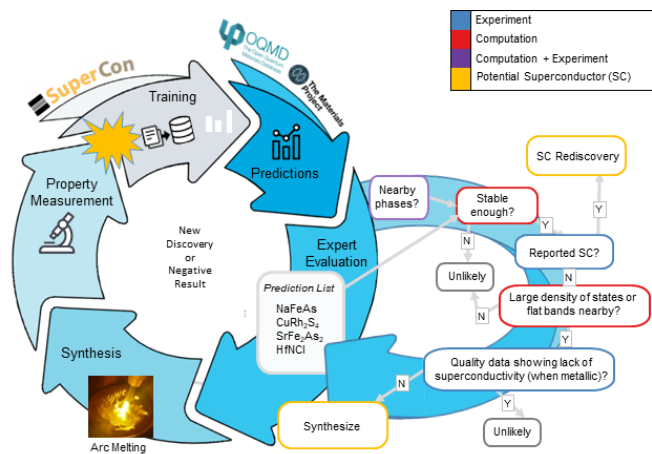 Experiment
Computation
Computation + Experiment
Potential Superconductor (SC)
SuperCon
OQMD
The Open Quantum
Materials Database
The Materials
Project
Training
Predictions
Property
Measurement
New
Discovery
or
Negative
Result
Expert
Evaluation
Synthesis
Arc Melting
Prediction List
NaFeAs
CuRh₂S₄
SrFe₂As₂
HfNCl
Nearby
phases?
Stable
enough?
SC Rediscovery
Y
Y
N
Reported SC?
Unlikely
N
N
Large density of states or
flat bands nearby?
Y
Quality data showing lack of
superconductivity (when metallic)?
N
Y
Synthesize
Unlikely